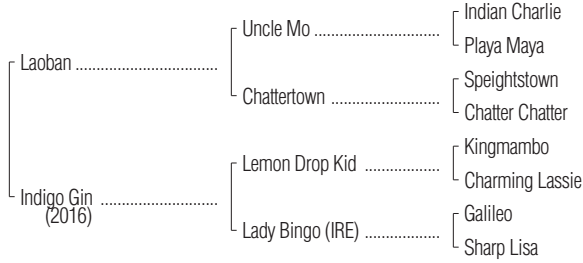 Indian Charlie
Uncle Mo ..............................
Playa Maya
Laoban ..................................
Speightstown
Chattertown ..........................
Chatter Chatter
Kingmambo
Lemon Drop Kid ..................
Charming Lassie
Indigo Gin ............................
(2016)
Galileo
Lady Bingo (IRE) ..................
Sharp Lisa